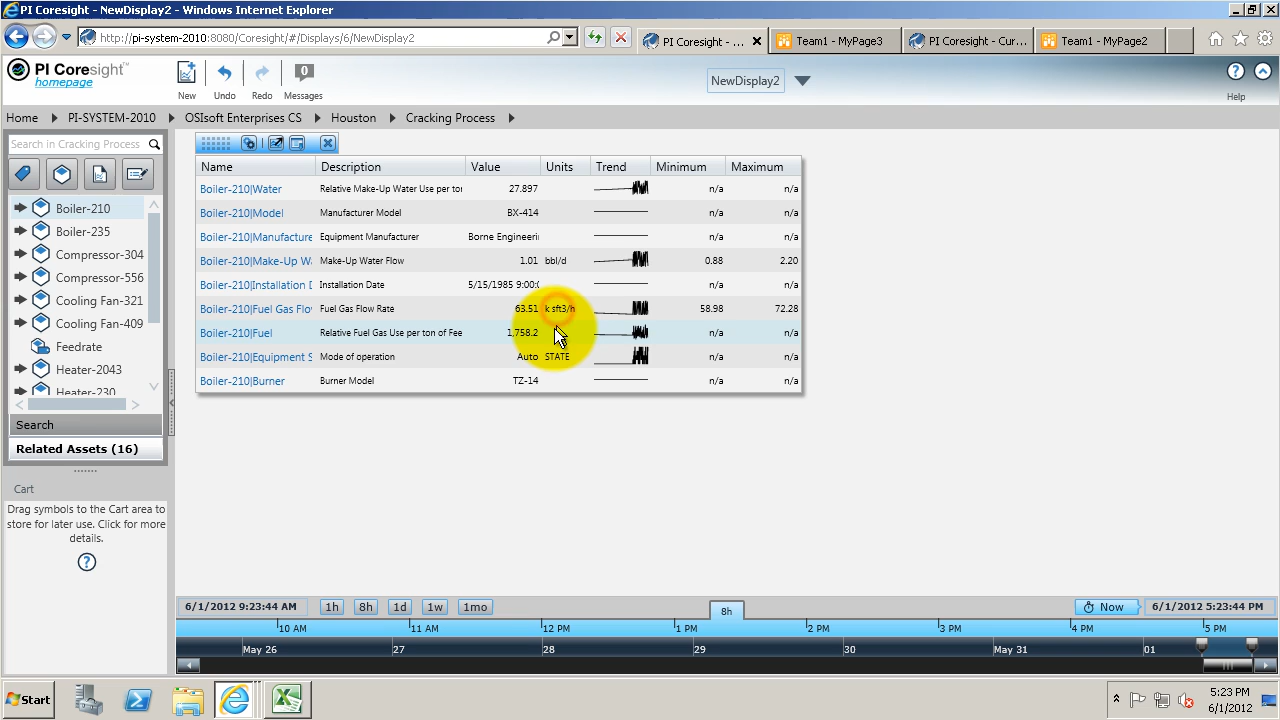 PI Coresight - NewDisplay2 - Windows Internet Explorer
http://pi-system-2010:8080/Coresight/#/Displays/6/NewDisplay2
PI Coresight - ...
Team1 - MyPage3
PI Coresight - Cur...
Team1 - MyPage2
PI Coresight™
homepage
New
Undo
Redo
0
Messages
NewDisplay2
Help
Home
PI-SYSTEM-2010
OSIsoft Enterprises CS
Houston
Cracking Process
Search in Cracking Process
Boiler-210
Boiler-235
Compressor-304
Compressor-556
Cooling Fan-321
Cooling Fan-409
Feedrate
Heater-2043
Heater-230
Search
Related Assets (16)
Cart
Drag symbols to the Cart area to
store for later use. Click for more
details.
Name Description Value Units Trend Minimum Maximum
Boiler-210|Water Relative Make-Up Water Use per to 27.897 n/a n/a
Boiler-210|Model Manufacturer Model BX-414 n/a n/a
Boiler-210|Manufacture Equipment Manufacturer Borne Engineeri n/a n/a
Boiler-210|Make-Up W Make-Up Water Flow 1.01 bbl/d 0.88 2.20
Boiler-210|Installation D Installation Date 5/15/1985 9:00:0 n/a n/a
Boiler-210|Fuel Gas Flo Fuel Gas Flow Rate 63.51 k sft3/h 58.98 72.28
Boiler-210|Fuel Relative Fuel Gas Use per ton of Fee 1,758.2 n/a n/a
Boiler-210|Equipment S Mode of operation Auto STATE n/a n/a
Boiler-210|Burner Burner Model TZ-14 n/a n/a
6/1/2012 9:23:44 AM 1h 8h 1d 1w 1mo 8h Now 6/1/2012 5:23:44 PM
10 AM 11 AM 12 PM 1 PM 2 PM 3 PM 4 PM 5 PM
May 26 27 28 29 30 May 31 01
Start
5:23 PM
6/1/2012